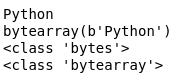 Python
bytearray(b'Python')
<class 'bytes'>
<class 'bytearray'>